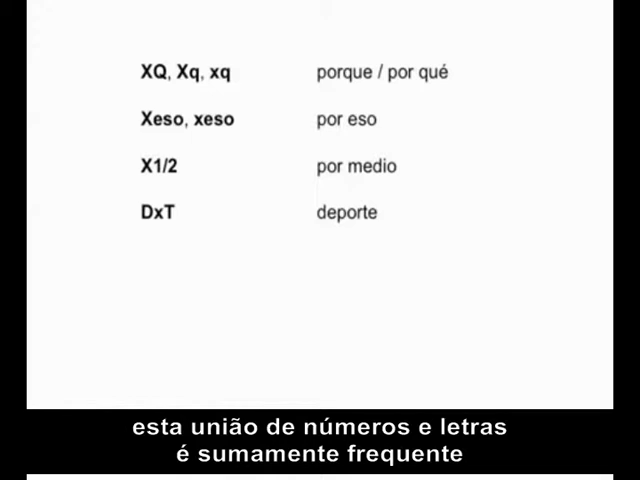 XQ, Xq, xq porque / por qué
Xeso, xeso por eso
X1/2 por medio
DxT deporte
esta união de números e letras
é sumamente frequente